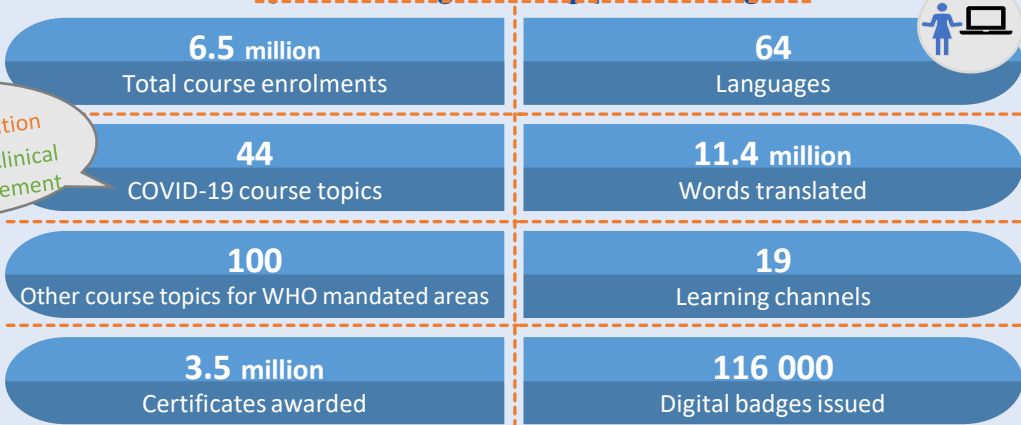 6.5 million
Total course enrolments
64
Languages
44
COVID-19 course topics
11.4 million
Words translated
100
Other course topics for WHO mandated areas
19
Learning channels
3.5 million
Certificates awarded
116 000
Digital badges issued